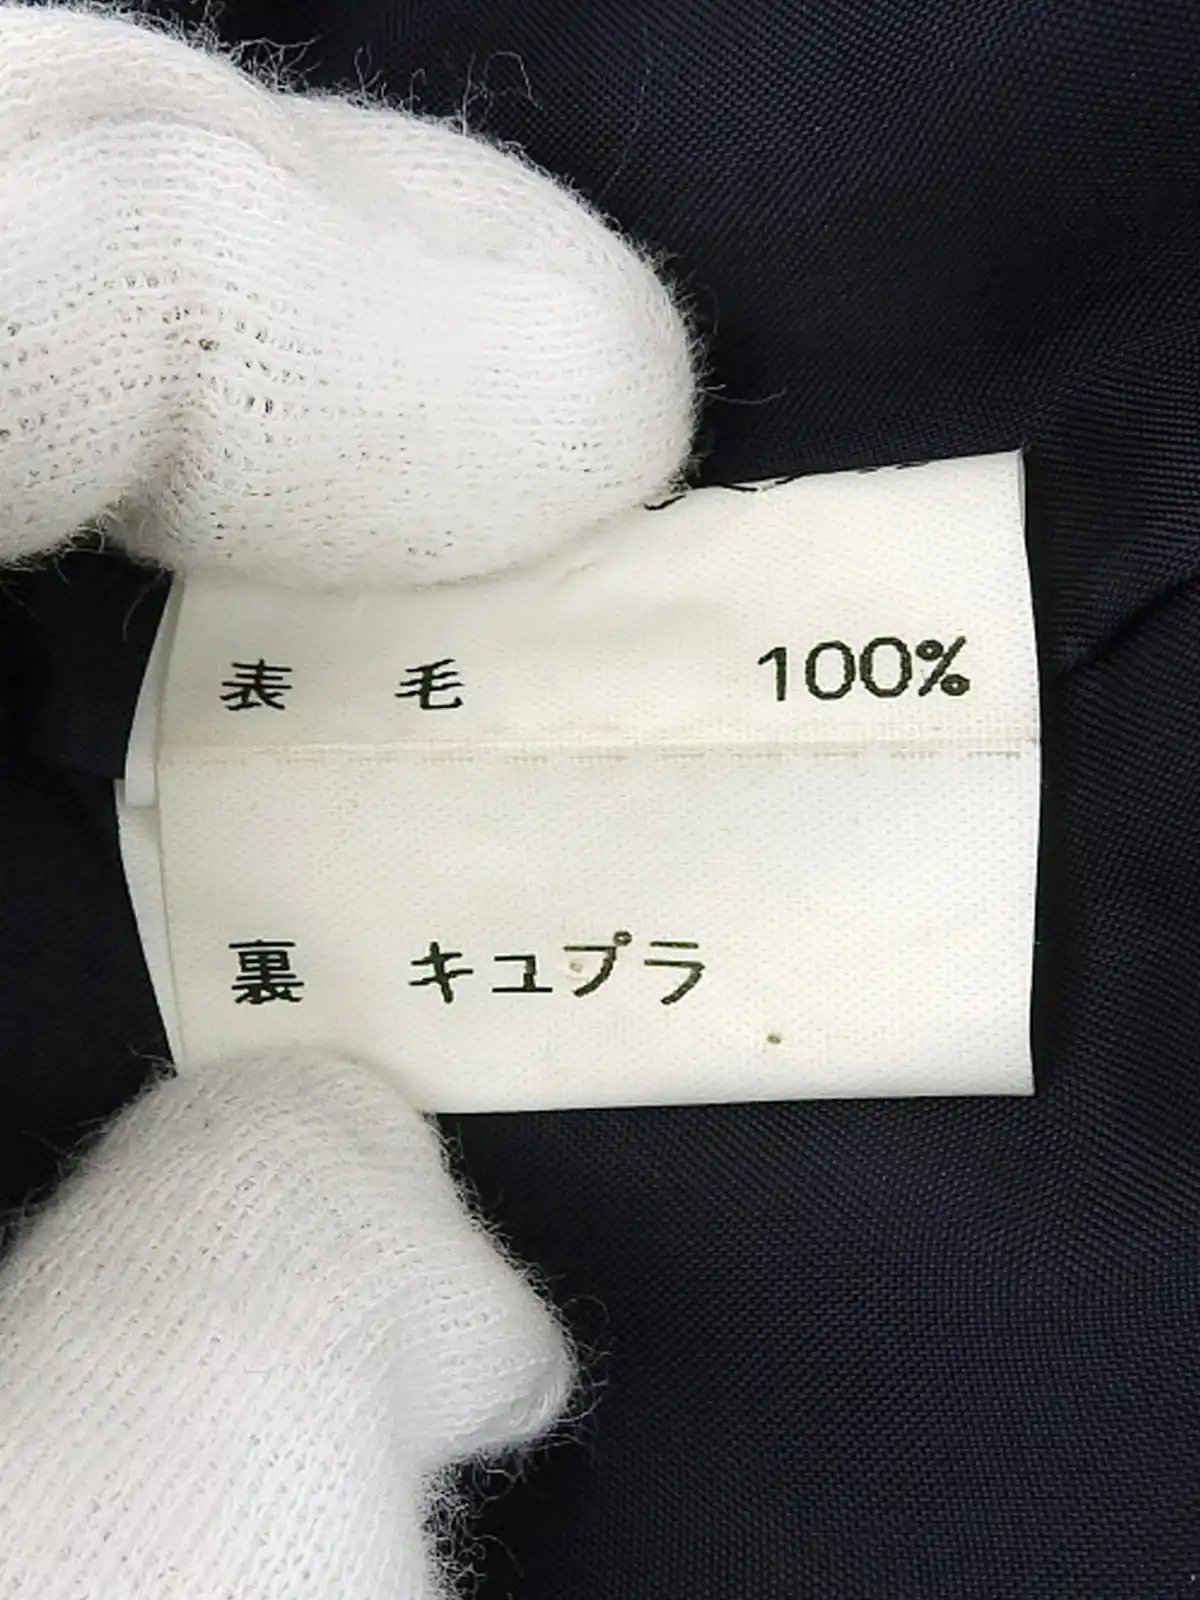 表 毛 100%
裏 キュプラ